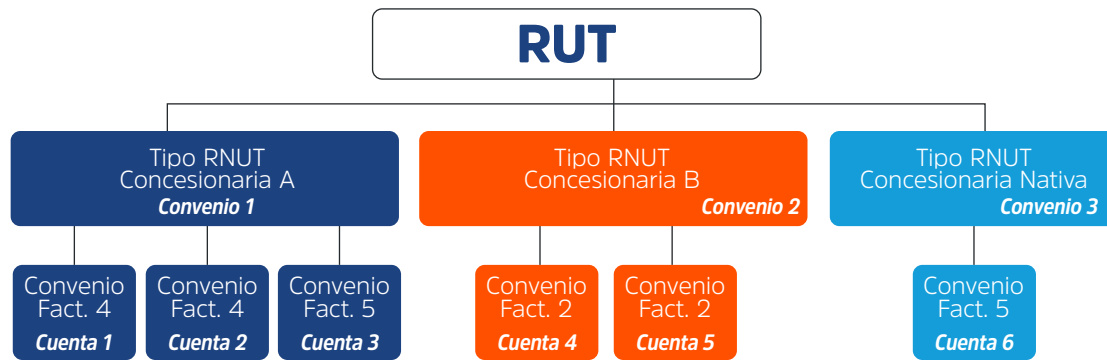 RUT
Tipo RNUT
Concesionaria A
Convenio 1
Tipo RNUT
Concesionaria B
Convenio 2
Tipo RNUT
Concesionaria Nativa
Convenio 3
Convenio
Fact. 4
Cuenta 1
Convenio
Fact. 4
Cuenta 2
Convenio
Fact. 5
Cuenta 3
Convenio
Fact. 2
Cuenta 4
Convenio
Fact. 2
Cuenta 5
Convenio
Fact. 5
Cuenta 6